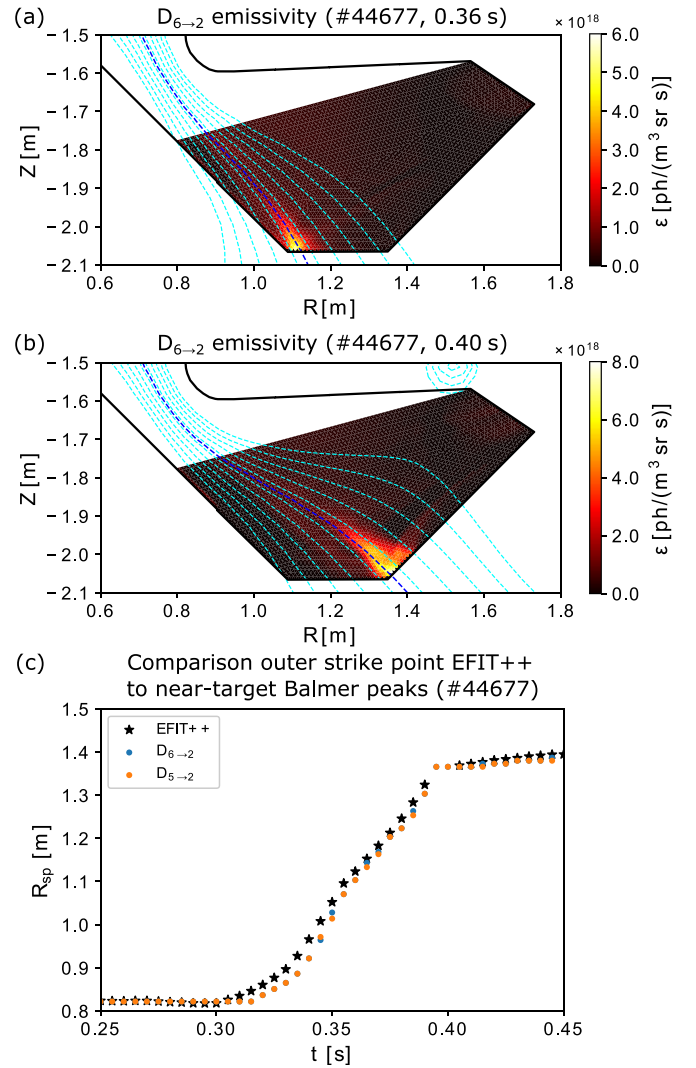 (a) D6→2 emissivity (#44677, 0.36 s)
× 10^18
−1.5
−1.6
−1.7
−1.8
−1.9
−2.0
−2.1
Z [m]
0.6 0.8 1.0 1.2 1.4 1.6 1.8
R [m]
6.0
5.0
4.0
3.0
2.0
1.0
0.0
ε [ph/(m^3 sr s)]
(b) D6→2 emissivity (#44677, 0.40 s)
× 10^18
−1.5
−1.6
−1.7
−1.8
−1.9
−2.0
−2.1
Z [m]
0.6 0.8 1.0 1.2 1.4 1.6 1.8
R [m]
8.0
6.0
4.0
2.0
0.0
ε [ph/(m^3 sr s)]
(c) Comparison outer strike point EFIT++
to near-target Balmer peaks (#44677)
EFIT++
D6→2
D5→2
1.5
1.4
1.3
1.2
1.1
1.0
0.9
0.8
Rsp [m]
0.25 0.30 0.35 0.40 0.45
t [s]